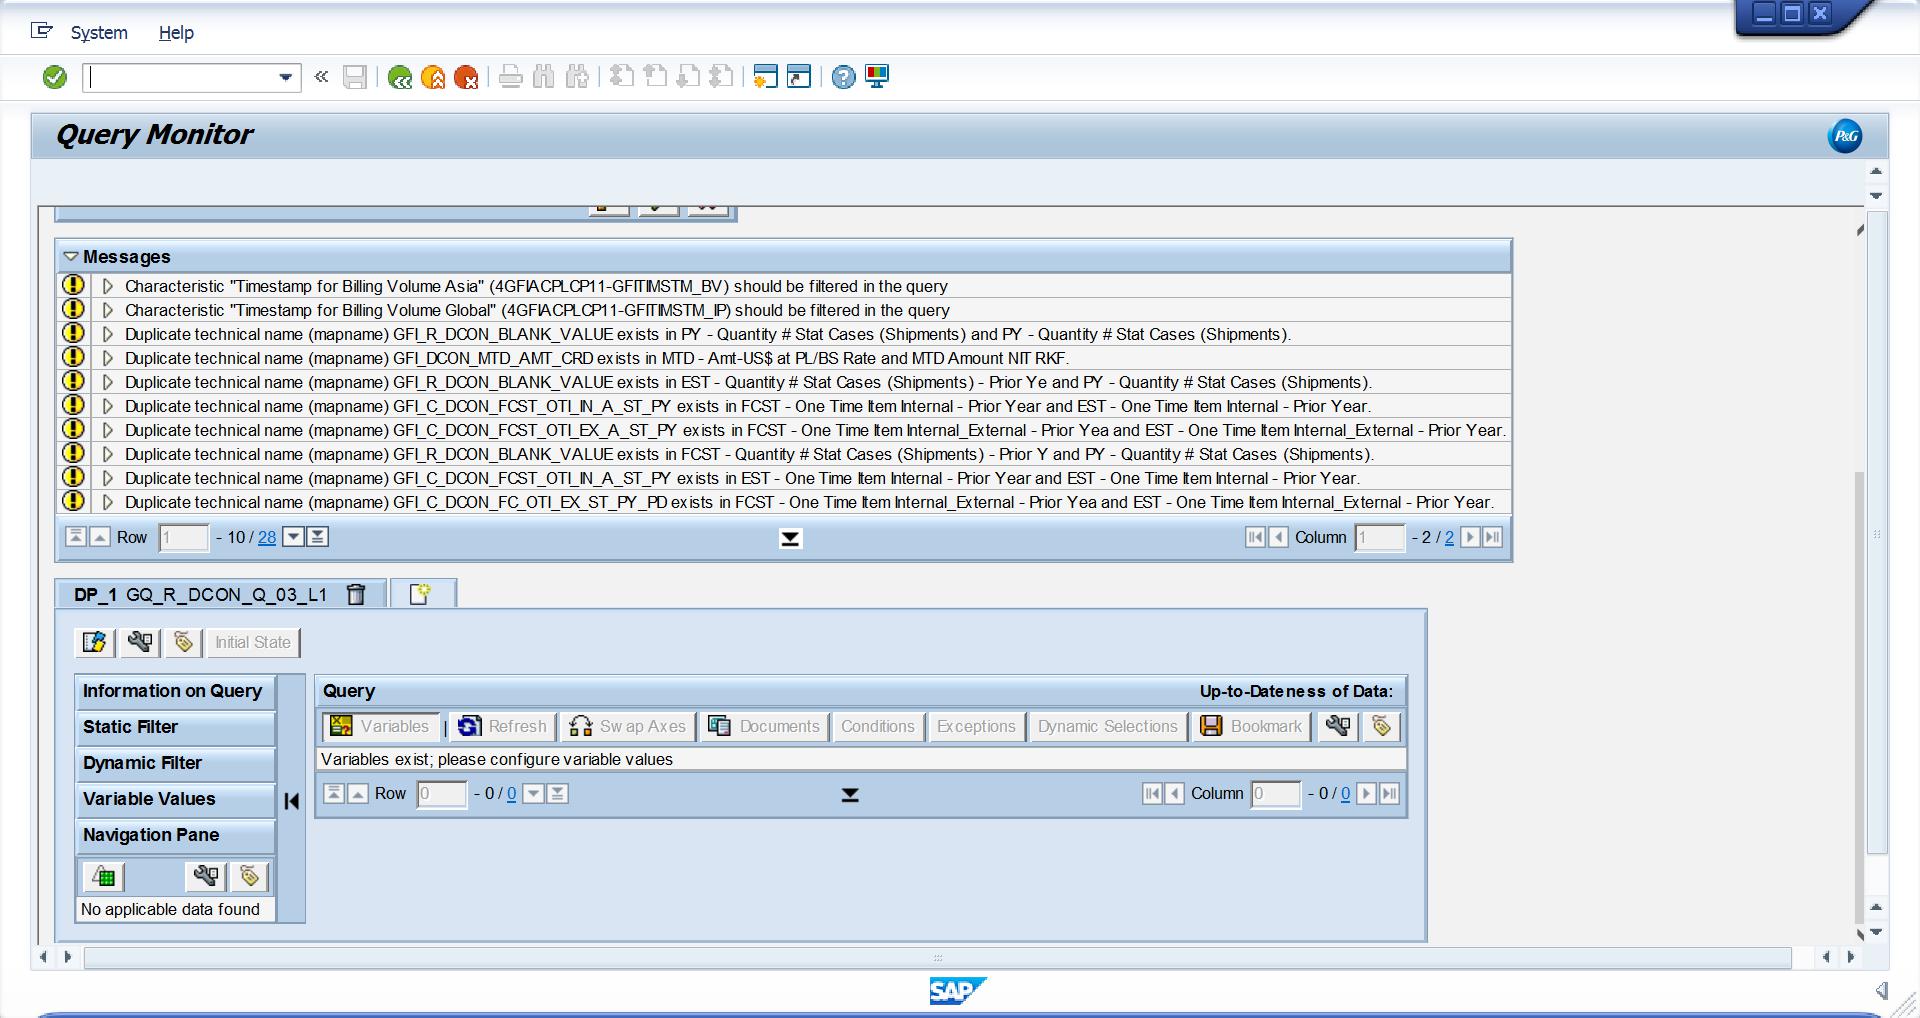 System Help
Query Monitor
P&G
Messages
Characteristic "Timestamp for Billing Volume Asia" (4GFIACPLCP11-GFITIMSTM_BV) should be filtered in the query
Characteristic "Timestamp for Billing Volume Global" (4GFIACPLCP11-GFITIMSTM_IP) should be filtered in the query
Duplicate technical name (mapname) GFI_R_DCON_BLANK_VALUE exists in PY - Quantity # Stat Cases (Shipments) and PY - Quantity # Stat Cases (Shipments).
Duplicate technical name (mapname) GFI_DCON_MTD_AMT_CRD exists in MTD - Amt-US$ at PL/BS Rate and MTD Amount NIT RKF.
Duplicate technical name (mapname) GFI_R_DCON_BLANK_VALUE exists in EST - Quantity # Stat Cases (Shipments) - Prior Ye and PY - Quantity # Stat Cases (Shipments).
Duplicate technical name (mapname) GFI_C_DCON_FCST_OTI_IN_A_ST_PY exists in FCST - One Time Item Internal - Prior Year and EST - One Time Item Internal - Prior Year.
Duplicate technical name (mapname) GFI_C_DCON_FCST_OTI_EX_A_ST_PY exists in FCST - One Time Item Internal_External - Prior Yea and EST - One Time Item Internal_External - Prior Year.
Duplicate technical name (mapname) GFI_R_DCON_BLANK_VALUE exists in FCST - Quantity # Stat Cases (Shipments) - Prior Y and PY - Quantity # Stat Cases (Shipments).
Duplicate technical name (mapname) GFI_C_DCON_FCST_OTI_IN_A_ST_PY exists in EST - One Time Item Internal - Prior Year and EST - One Time Item Internal - Prior Year.
Duplicate technical name (mapname) GFI_C_DCON_FC_OTI_EX_ST_PY_PD exists in FCST - One Time Item Internal_External - Prior Yea and EST - One Time Item Internal_External - Prior Year.
Row 1 - 10 / 28 Column 1 - 2 / 2
DP_1 GQ_R_DCON_Q_03_L1
Initial State
Information on Query
Static Filter
Dynamic Filter
Variable Values
Navigation Pane
No applicable data found
Query Up-to-Dateness of Data:
Variables Refresh Swap Axes Documents Conditions Exceptions Dynamic Selections Bookmark
Variables exist; please configure variable values
Row 0 - 0 / 0 Column 0 - 0 / 0
SAP